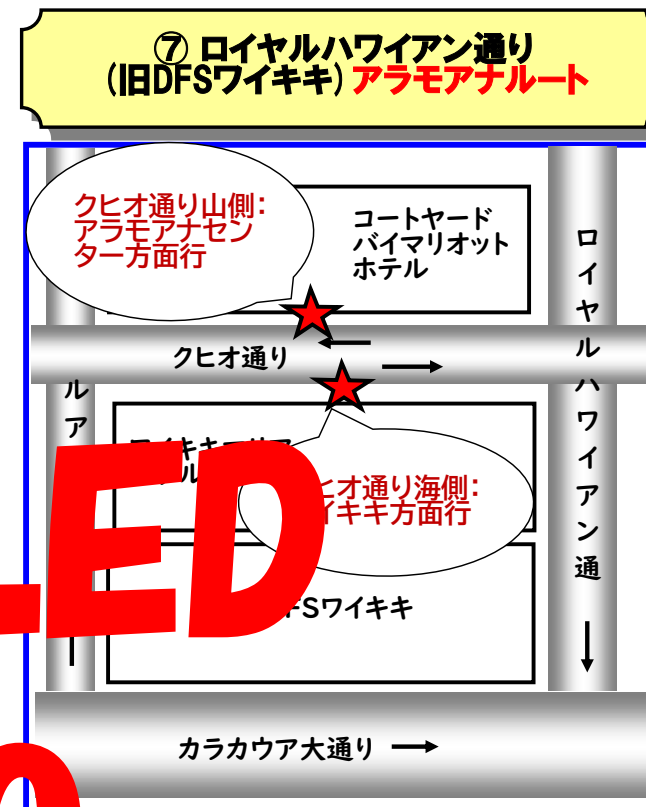 ⑦ ロイヤルハワイアン通り
(旧DFSワイキキ)アラモアナルート
クヒオ通り山側：
アラモアナセン
ター方面行
コートヤード
バイマリオット
ホテル
ロイヤルハワイアン通
クヒオ通り
ルア
オ通り海側：
イキキ方面行
FSワイキキ
ED
カラカウア大通り